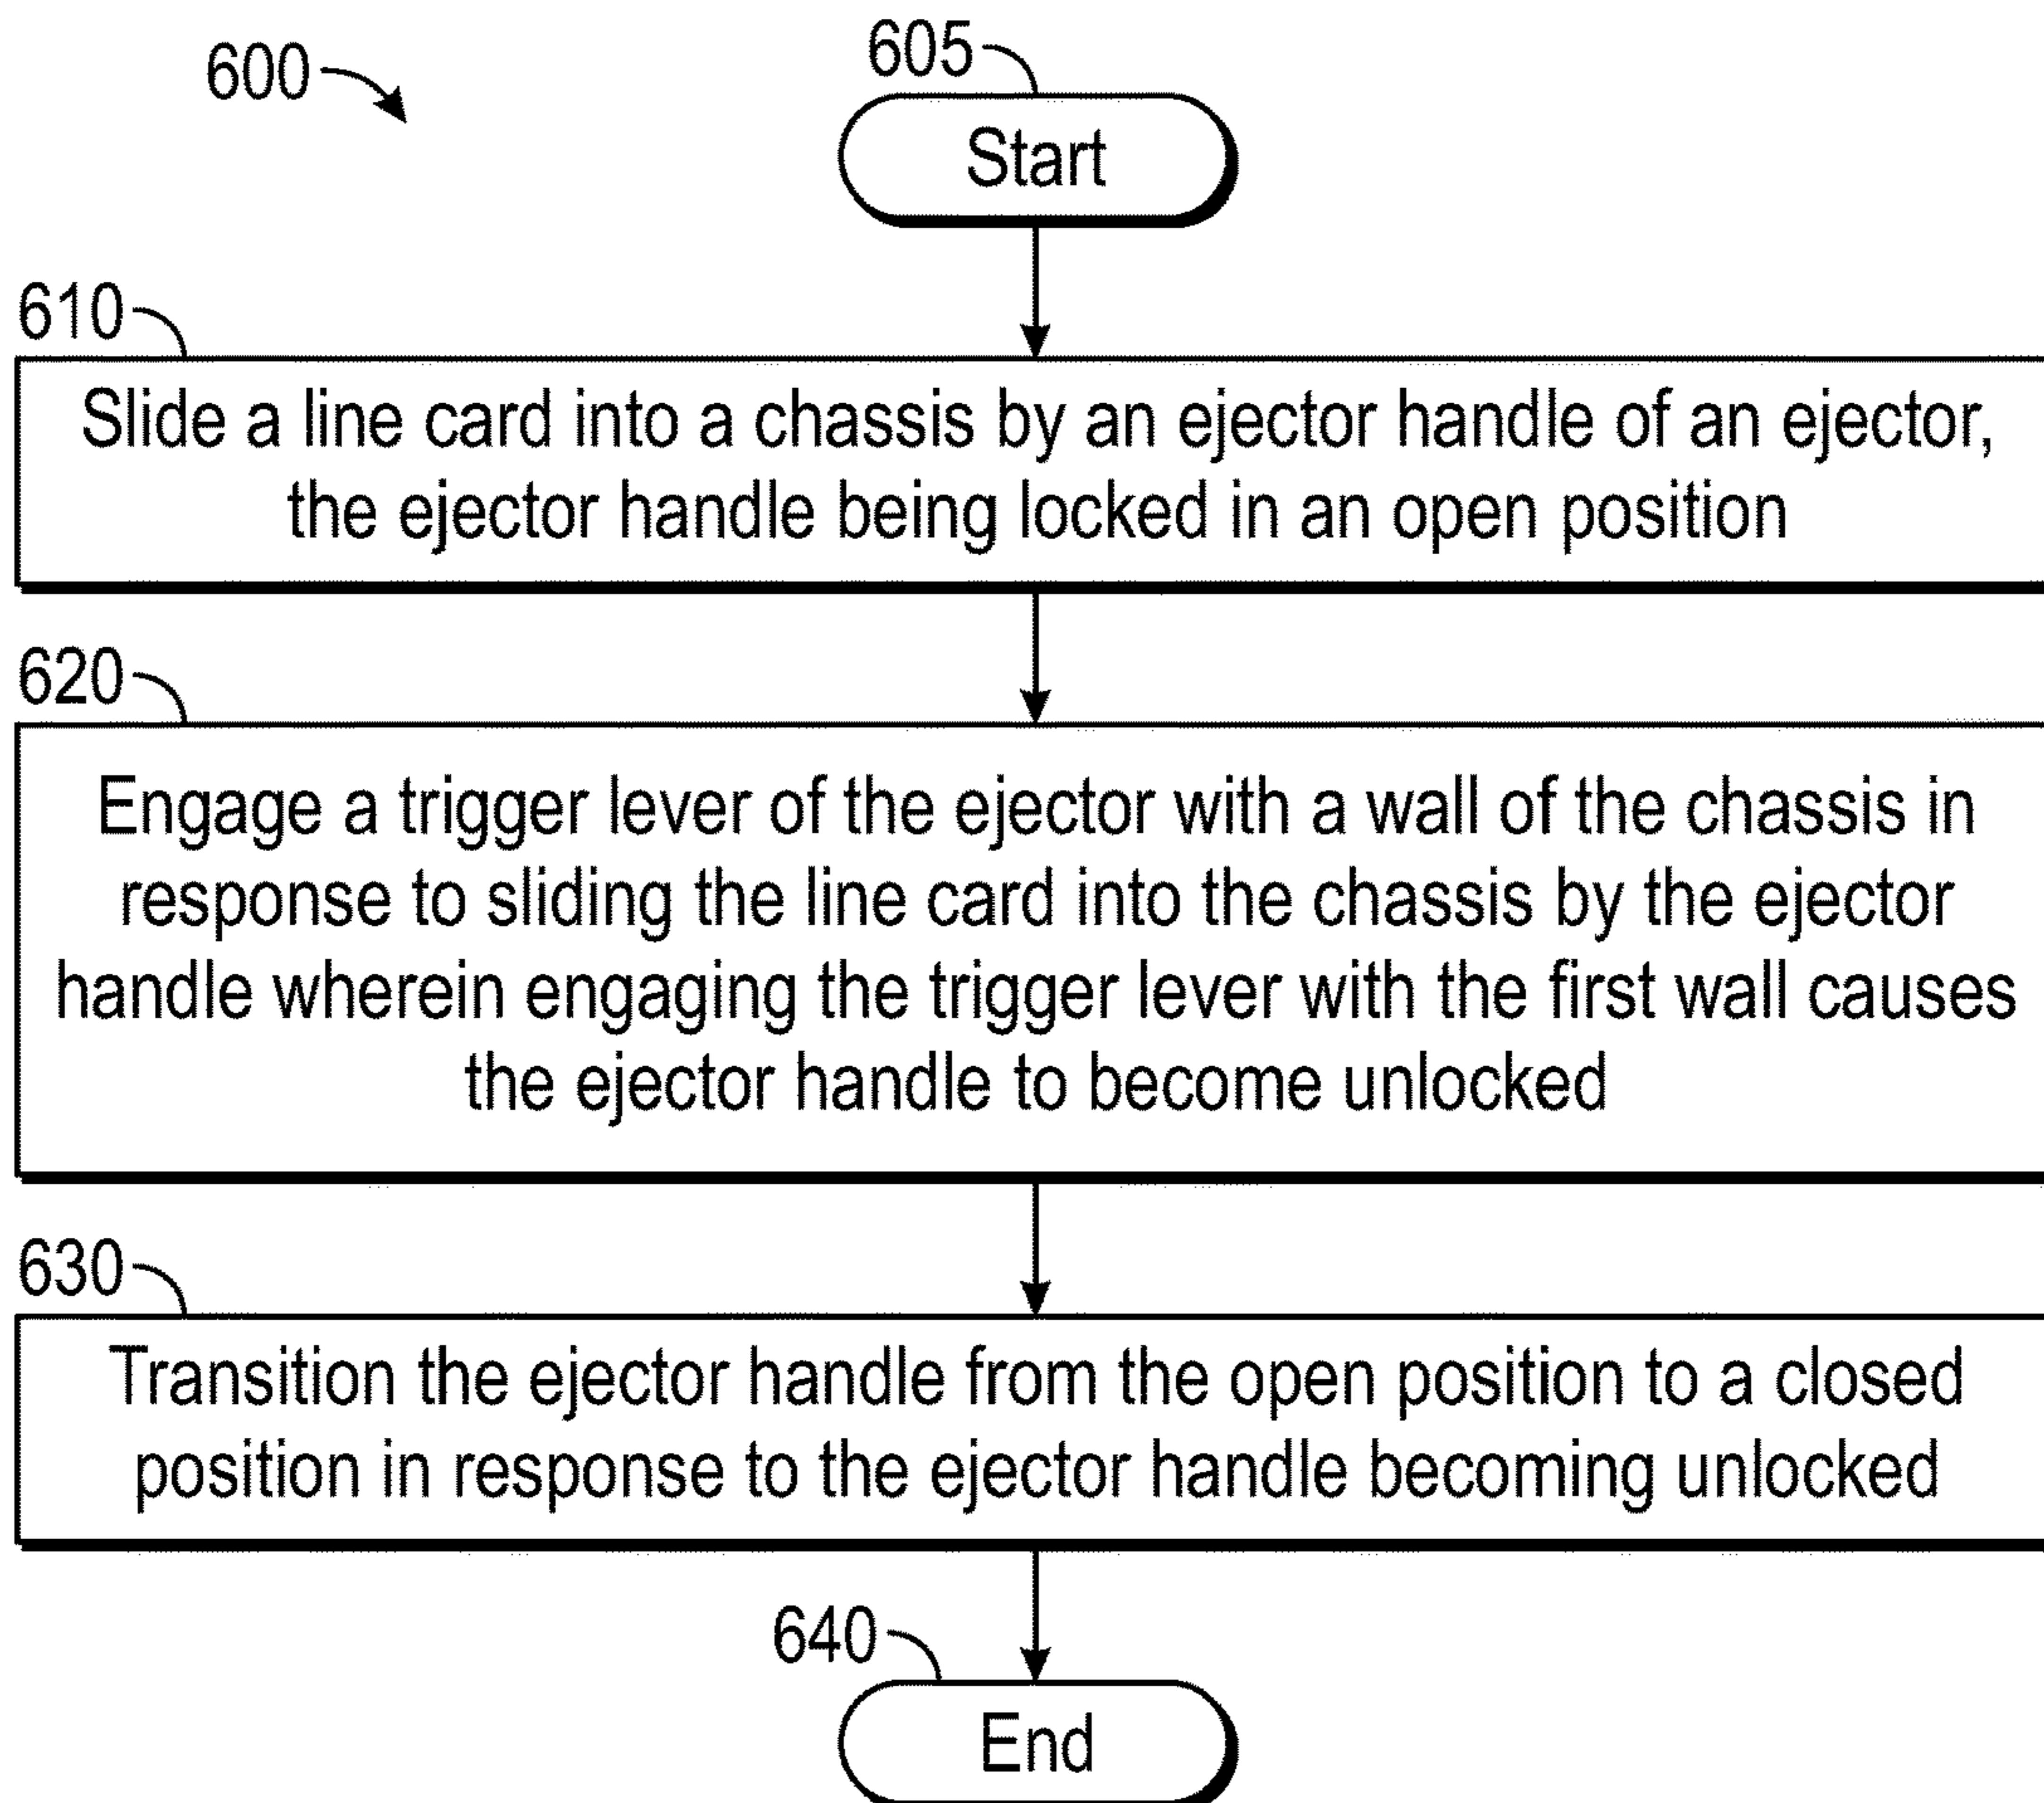 600
605
Start
610
Slide a line card into a chassis by an ejector handle of an ejector,
the ejector handle being locked in an open position
620
Engage a trigger lever of the ejector with a wall of the chassis in
response to sliding the line card into the chassis by the ejector
handle wherein engaging the trigger lever with the first wall causes
the ejector handle to become unlocked
630
Transition the ejector handle from the open position to a closed
position in response to the ejector handle becoming unlocked
640
End